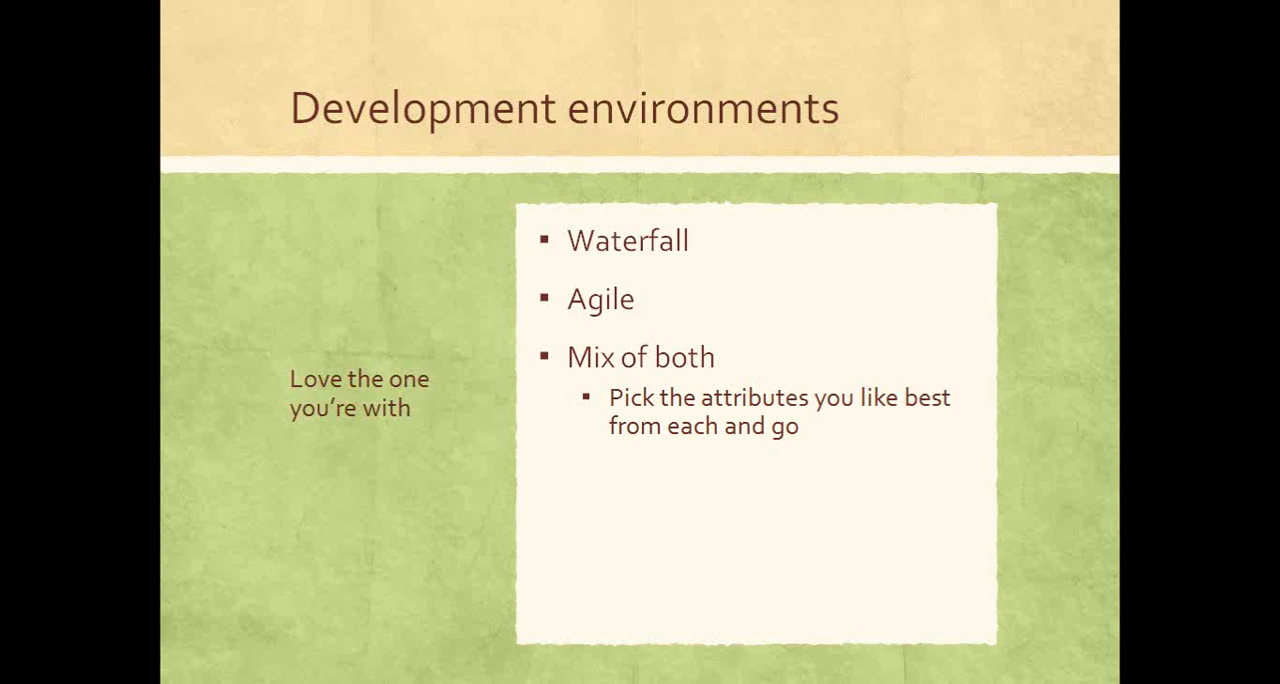 Development environments
Love the one
you’re with
▪ Waterfall
▪ Agile
▪ Mix of both
▪ Pick the attributes you like best
from each and go